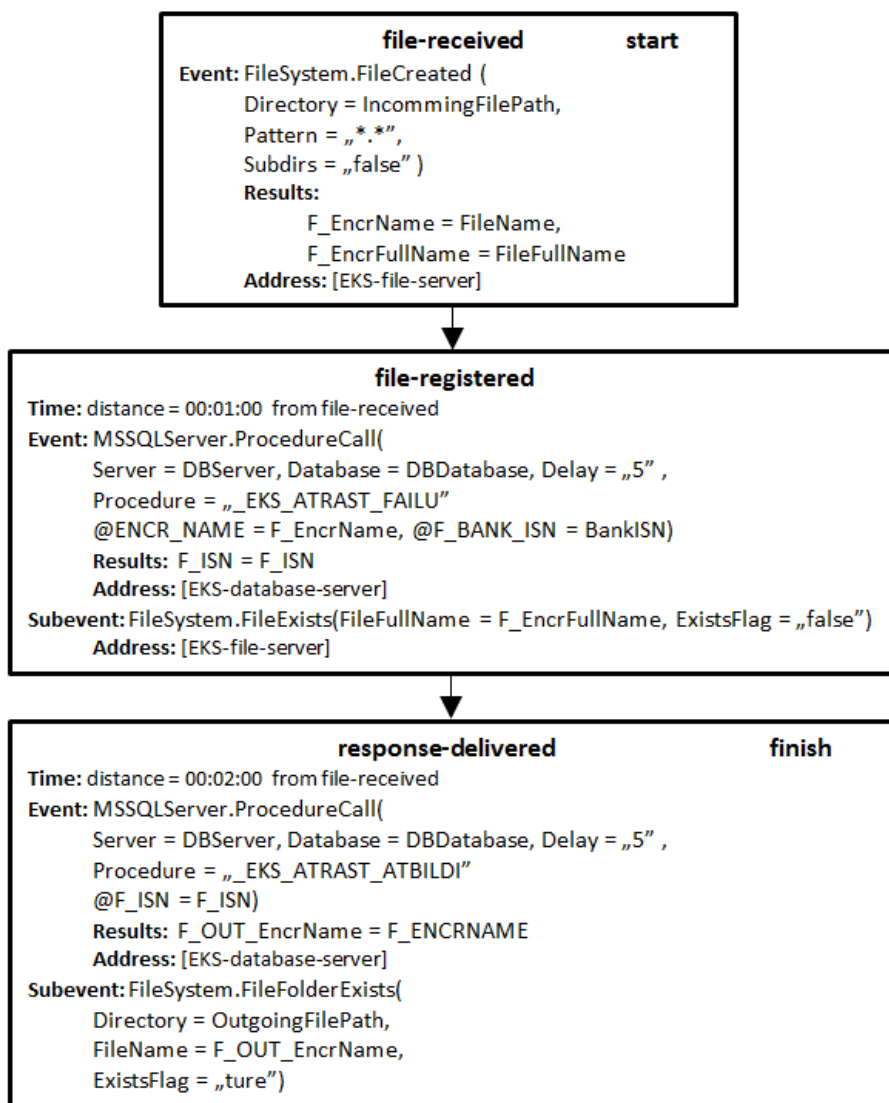 file-received start
Event: FileSystem.FileCreated (
Directory = IncommingFilePath,
Pattern = „*.*”,
Subdirs = „false” )
Results:
F_EncrName = FileName,
F_EncrFullName = FileFullName
Address: [EKS-file-server]
file-registered
Time: distance = 00:01:00 from file-received
Event: MSSQLServer.ProcedureCall(
Server = DBServer, Database = DBDatabase, Delay = „5” ,
Procedure = „_EKS_ATRAST_FAILU”
@ENCR_NAME = F_EncrName, @F_BANK_ISN = BankISN)
Results: F_ISN = F_ISN
Address: [EKS-database-server]
Subevent: FileSystem.FileExists(FileFullName = F_EncrFullName, ExistsFlag = „false”)
Address: [EKS-file-server]
response-delivered finish
Time: distance = 00:02:00 from file-received
Event: MSSQLServer.ProcedureCall(
Server = DBServer, Database = DBDatabase, Delay = „5” ,
Procedure = „_EKS_ATRAST_ATBILDI”
@F_ISN = F_ISN)
Results: F_OUT_EncrName = F_ENCRNAME
Address: [EKS-database-server]
Subevent: FileSystem.FileFolderExists(
Directory = OutgoingFilePath,
FileName = F_OUT_EncrName,
ExistsFlag = „ture”)